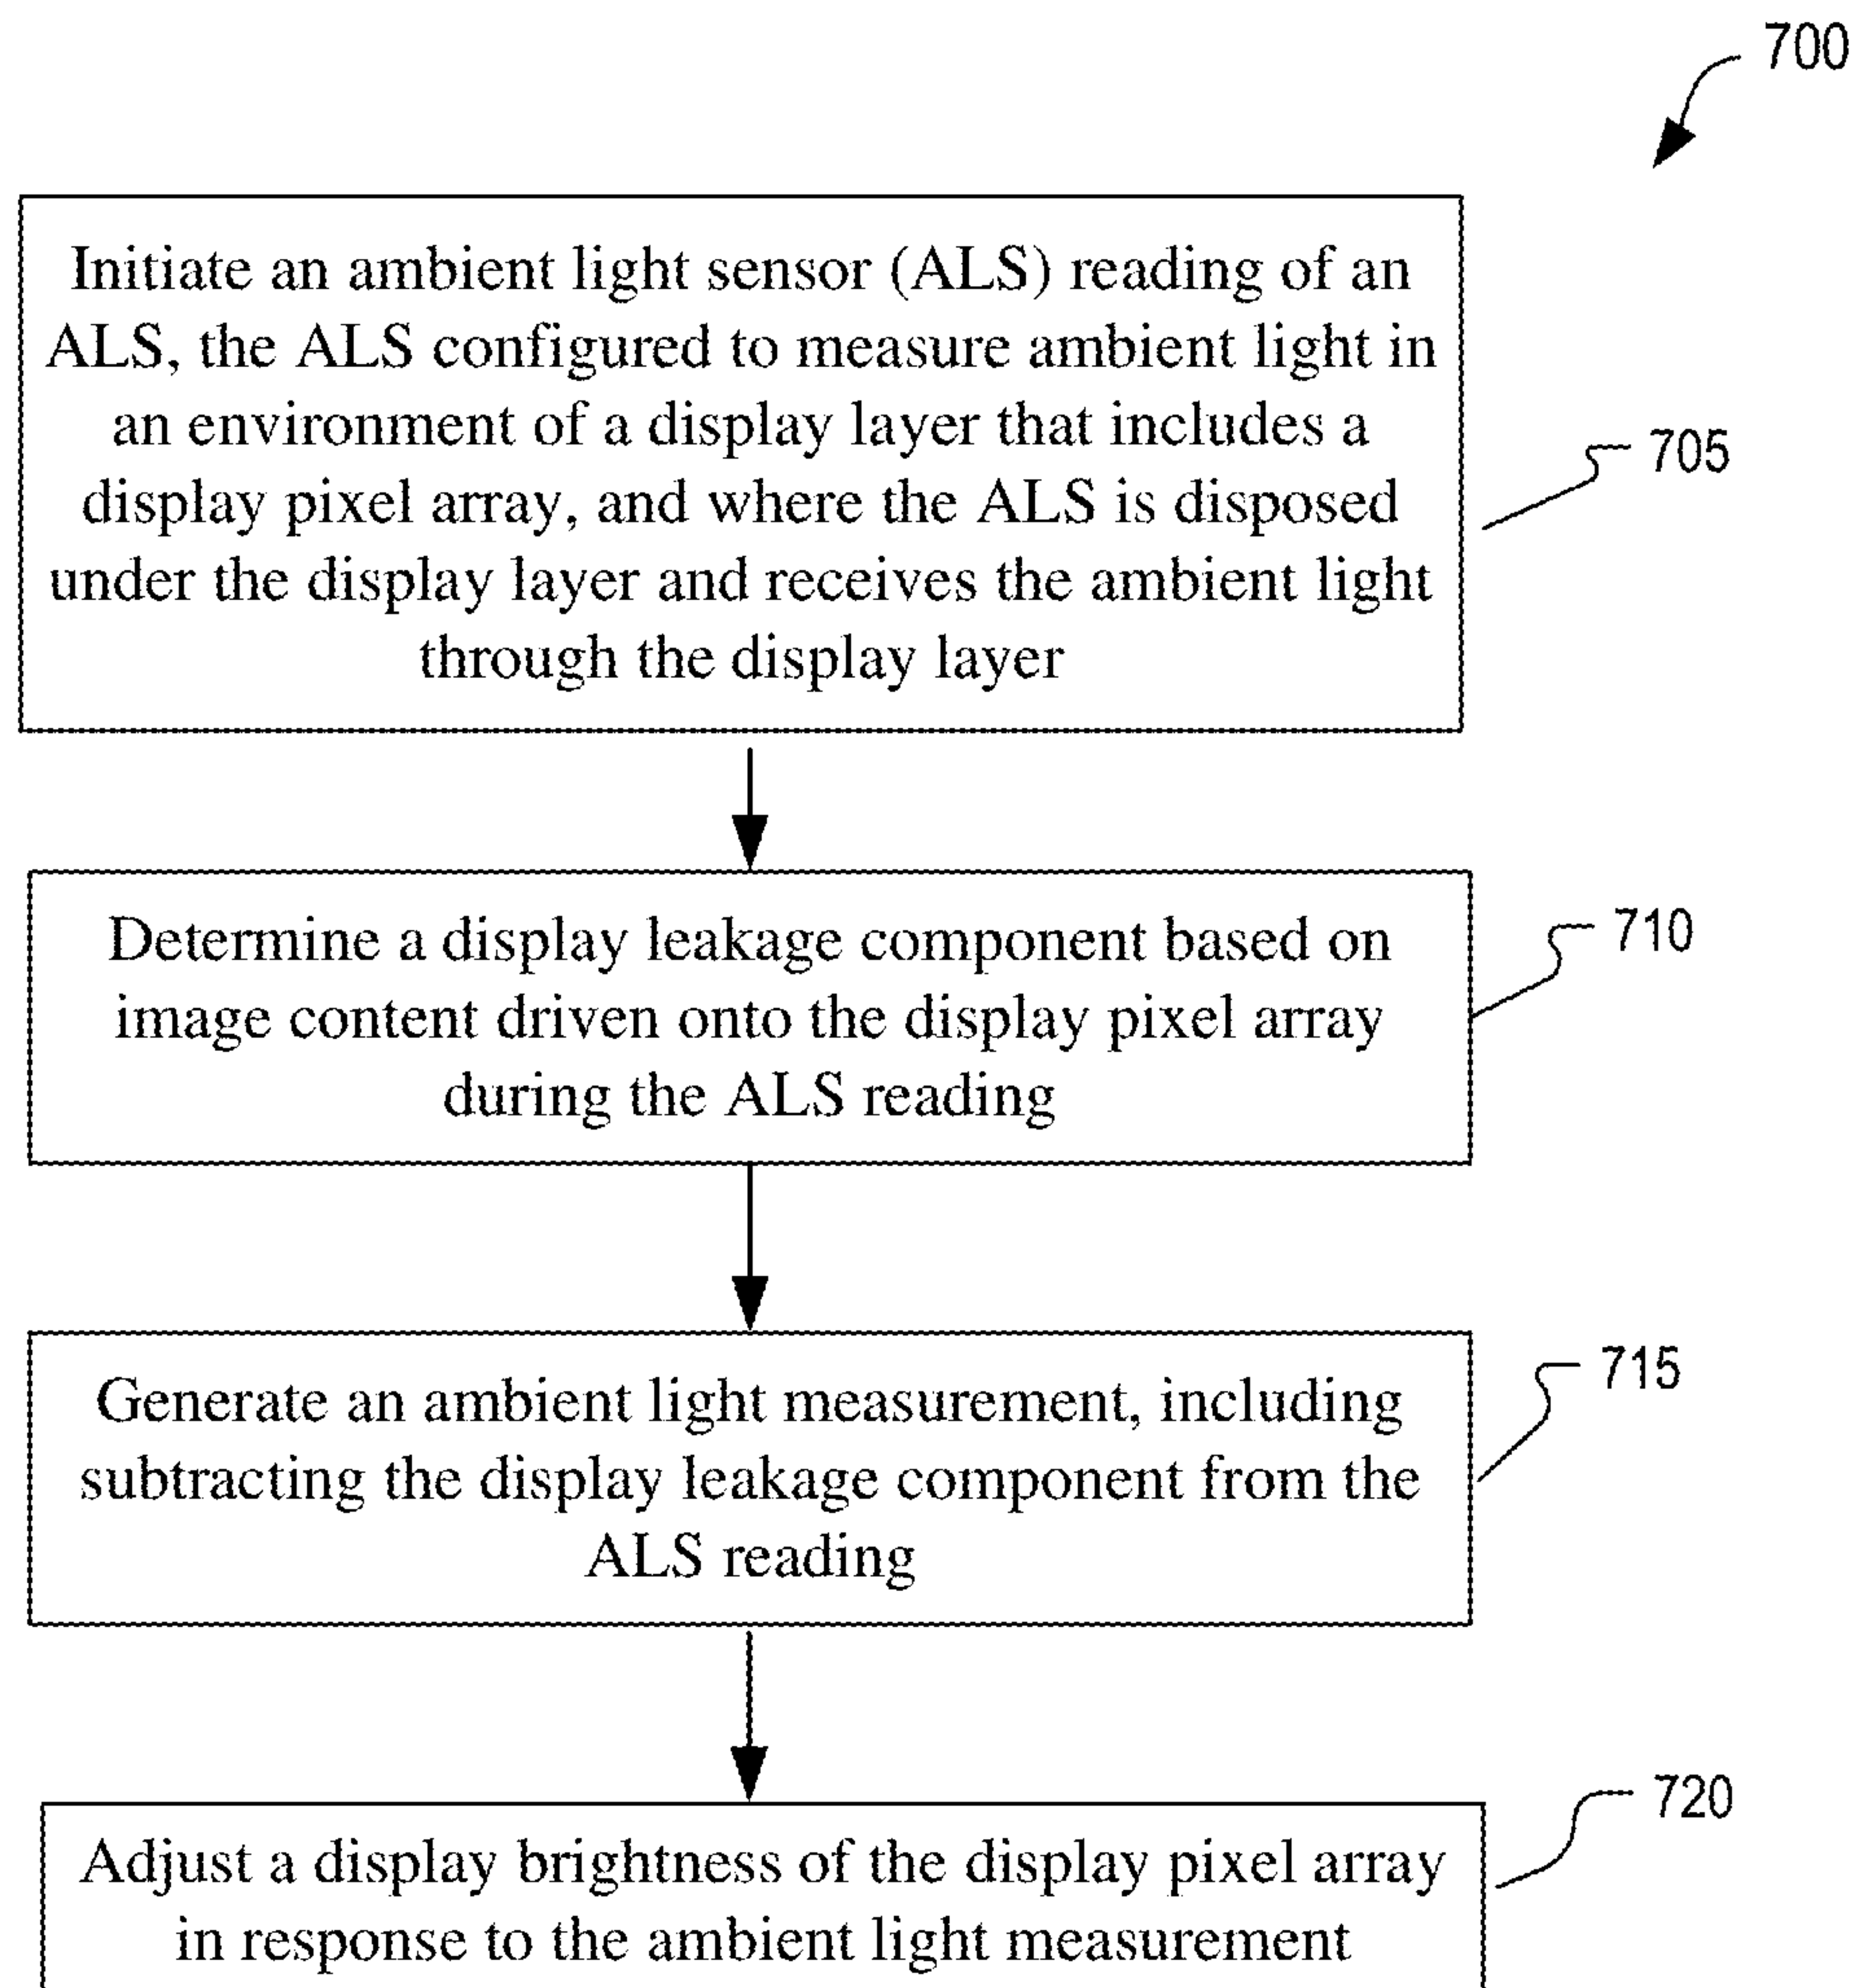 700
Initiate an ambient light sensor (ALS) reading of an
ALS, the ALS configured to measure ambient light in
an environment of a display layer that includes a
display pixel array, and where the ALS is disposed
under the display layer and receives the ambient light
through the display layer
705
Determine a display leakage component based on
image content driven onto the display pixel array
during the ALS reading
710
Generate an ambient light measurement, including
subtracting the display leakage component from the
ALS reading
715
Adjust a display brightness of the display pixel array
in response to the ambient light measurement
720